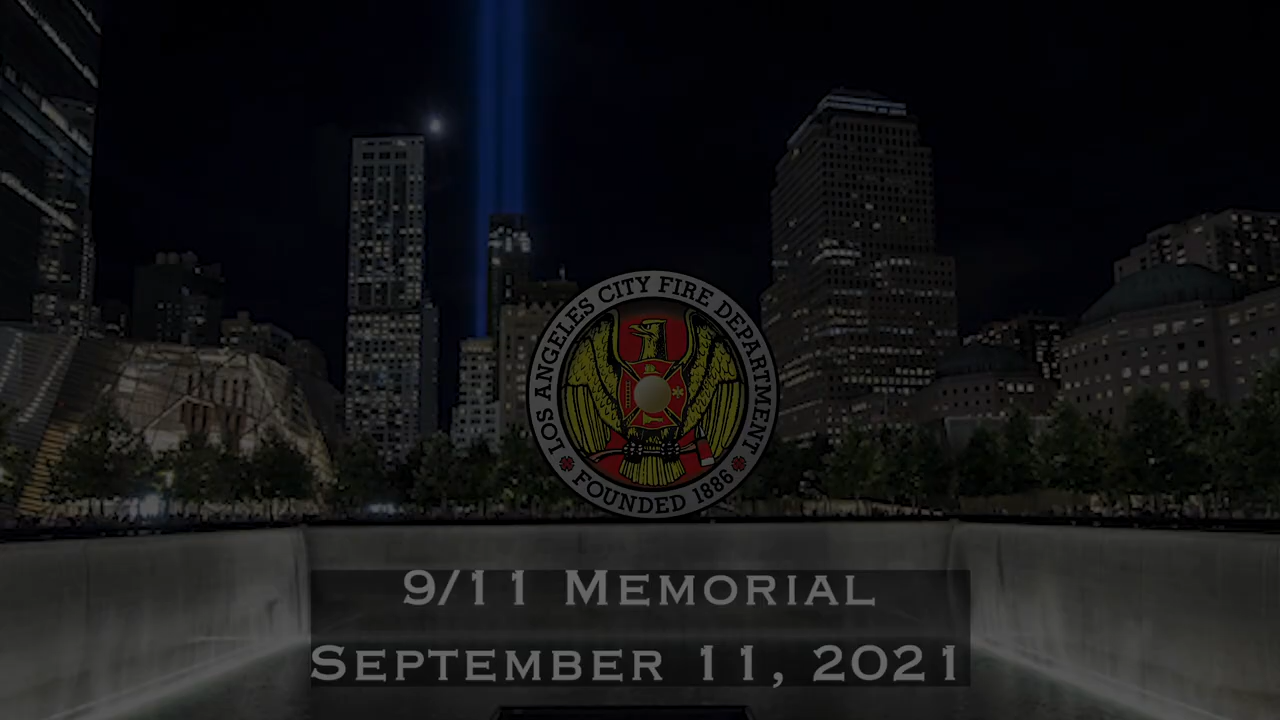 LOS ANGELES CITY FIRE DEPARTMENT
FOUNDED 1886
9/11 MEMORIAL
SEPTEMBER 11, 2021